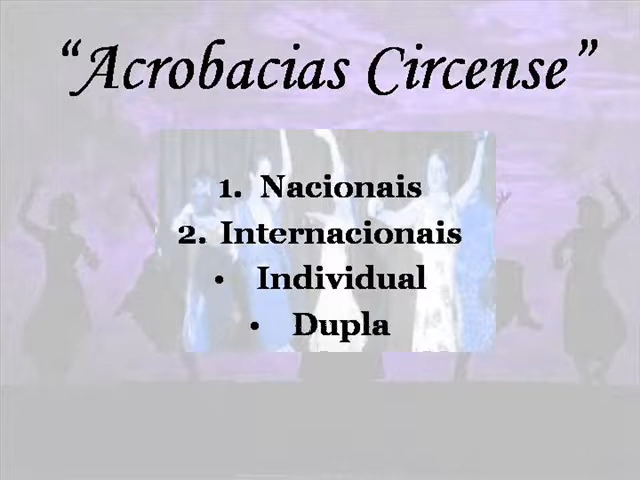 “Acrobacias Circense”
1. Nacionais
2. Internacionais
• Individual
• Dupla